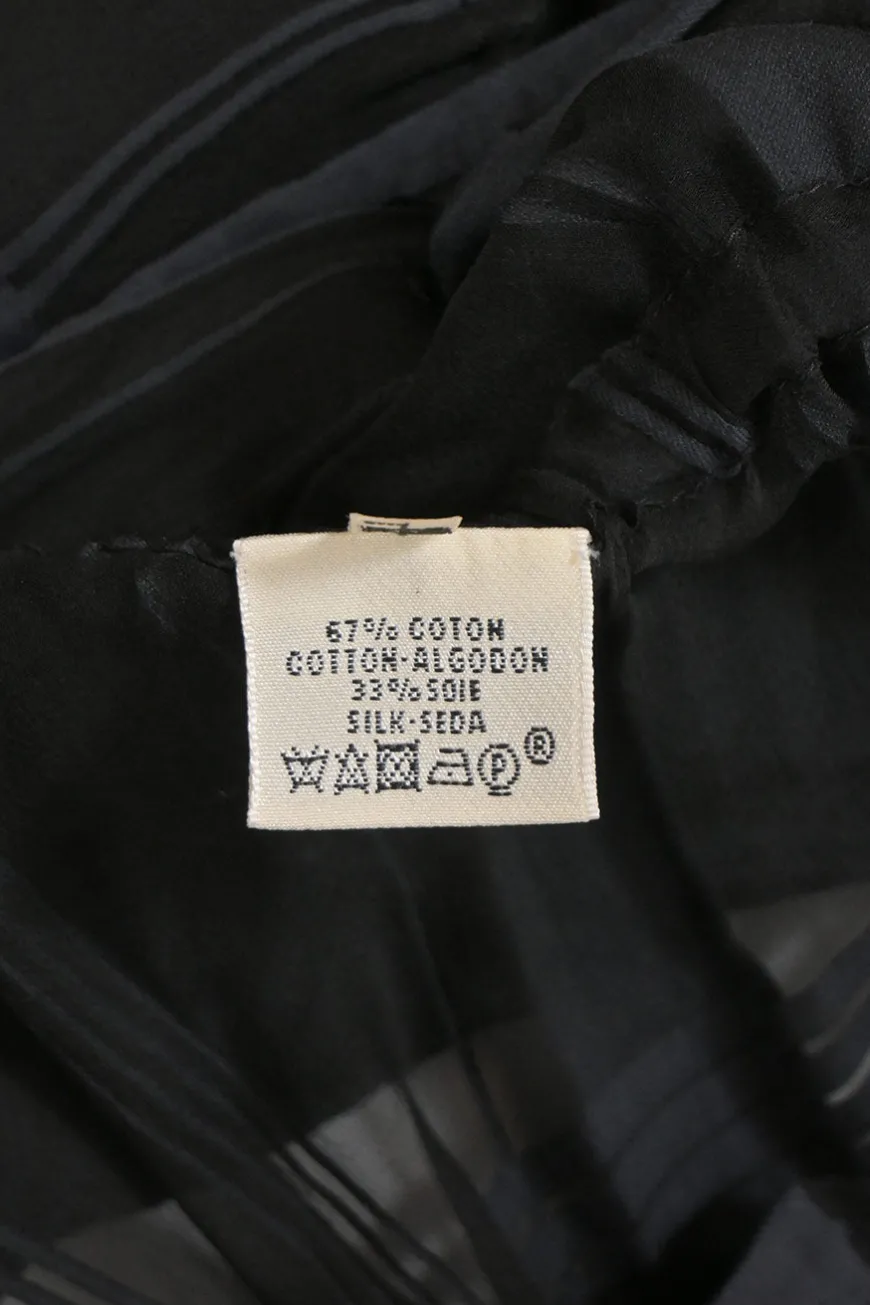 67% COTON
COTTON-ALGODON
33% SOIE
SILK-SEDA
P ®